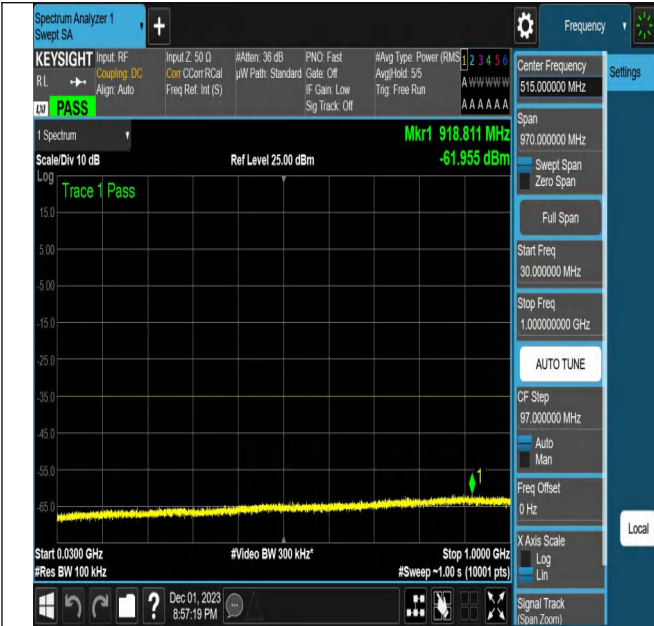 Spectrum Analyzer 1
Swept SA
+
Frequency
KEYSIGHT
RL
PASS
Input: RF
Coupling: DC
Align: Auto
Input Z: 50 Ω
Corr CCorr RCal
Freq Ref: Int (S)
#Atten: 36 dB
µW Path: Standard
PNO: Fast
Gate: Off
IF Gain: Low
Sig Track: Off
#Avg Type: Power (RMS)
Avg|Hold: 5/5
Trig: Free Run
1 2 3 4 5 6
A W W W W W
A A A A A A
1 Spectrum
Scale/Div 10 dB
Ref Level 25.00 dBm
Mkr1 918.811 MHz
-61.955 dBm
Log
Trace 1 Pass
15.0
5.00
-5.00
-15.0
-25.0
-35.0
-45.0
-55.0
-65.0
1
Start 0.0300 GHz
#Res BW 100 kHz
#Video BW 300 kHz*
Stop 1.0000 GHz
#Sweep ~1.00 s (10001 pts)
?
Dec 01, 2023
8:57:19 PM
Center Frequency
515.000000 MHz
Settings
Span
970.000000 MHz
Swept Span
Zero Span
Full Span
Start Freq
30.000000 MHz
Stop Freq
1.000000000 GHz
AUTO TUNE
CF Step
97.000000 MHz
Auto
Man
Freq Offset
0 Hz
Local
X Axis Scale
Log
Lin
Signal Track
(Span Zoom)